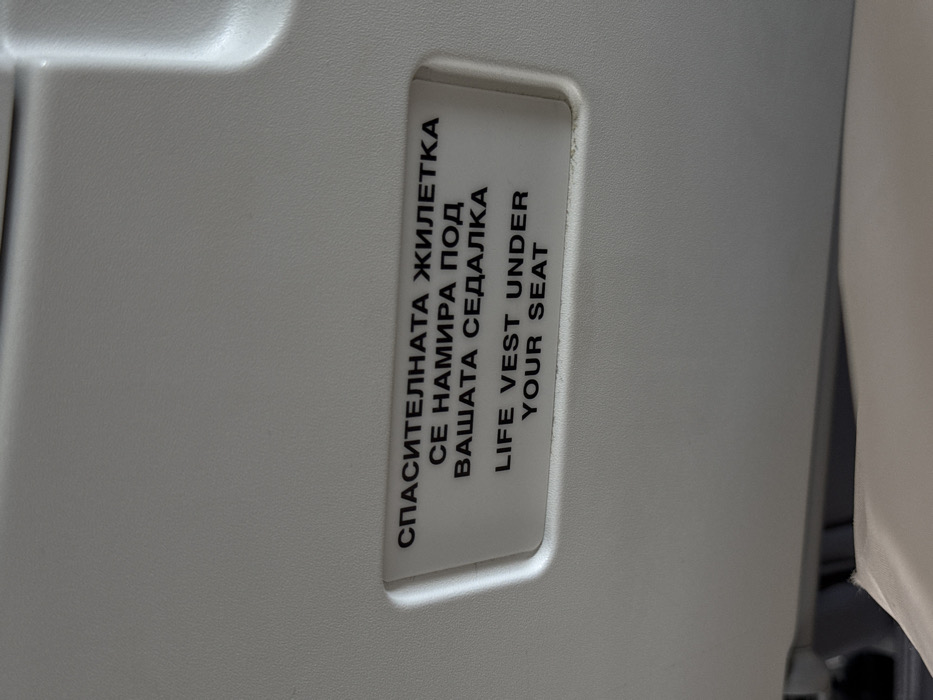 СПАСИТЕЛНАТА ЖИЛЕТКА
СЕ НАМИРА ПОД
ВАШАТА СЕДАЛКА
LIFE VEST UNDER
YOUR SEAT